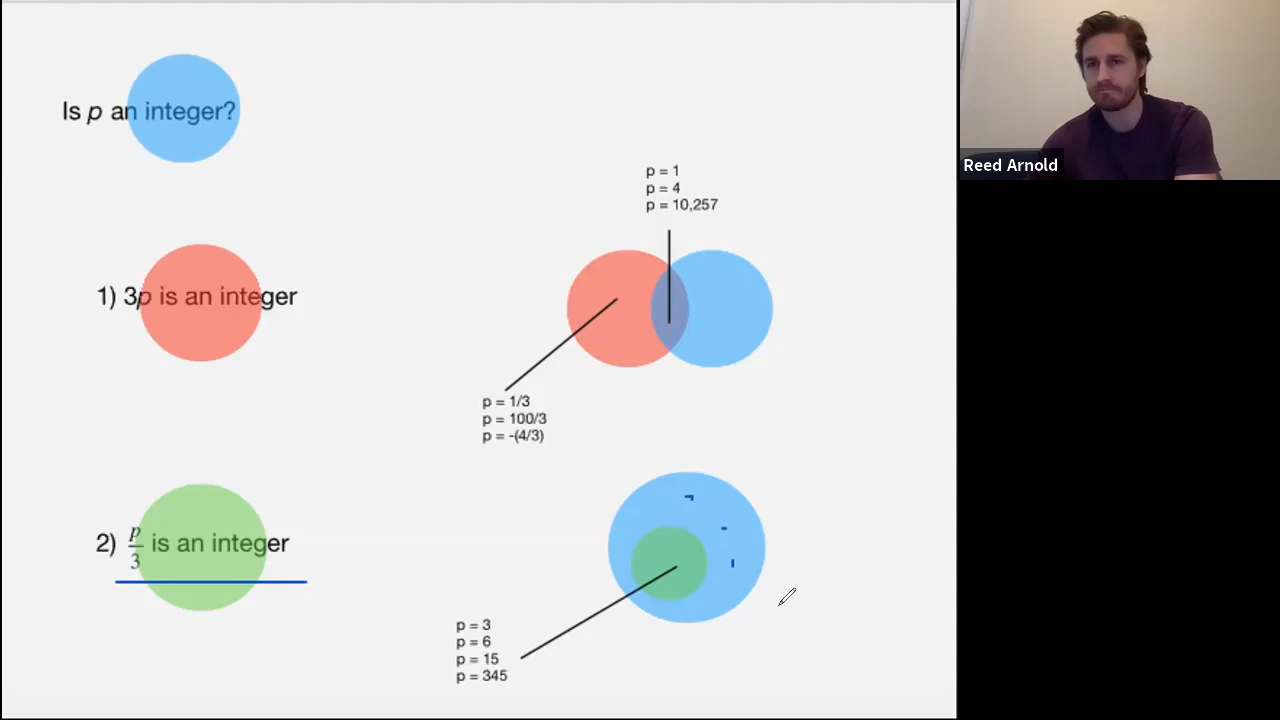 Is p an integer?
Reed Arnold
p = 1
p = 4
p = 10,257
1) 3p is an integer
p = 1/3
p = 100/3
p = -(4/3)
2) p/3 is an integer
p = 3
p = 6
p = 15
p = 345